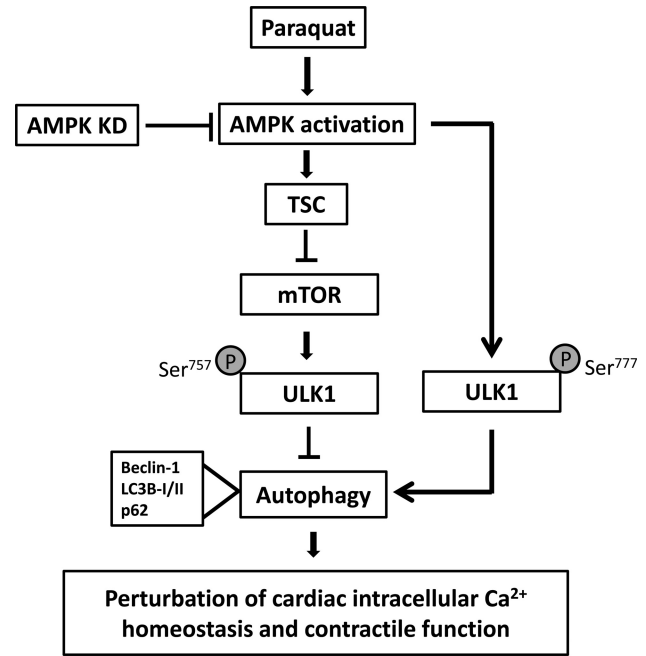 Paraquat
AMPK KD
AMPK activation
TSC
mTOR
Ser⁷⁵⁷
P
ULK1
P
Ser⁷⁷⁷
ULK1
Beclin-1
LC3B-I/II
p62
Autophagy
Perturbation of cardiac intracellular Ca²⁺
homeostasis and contractile function